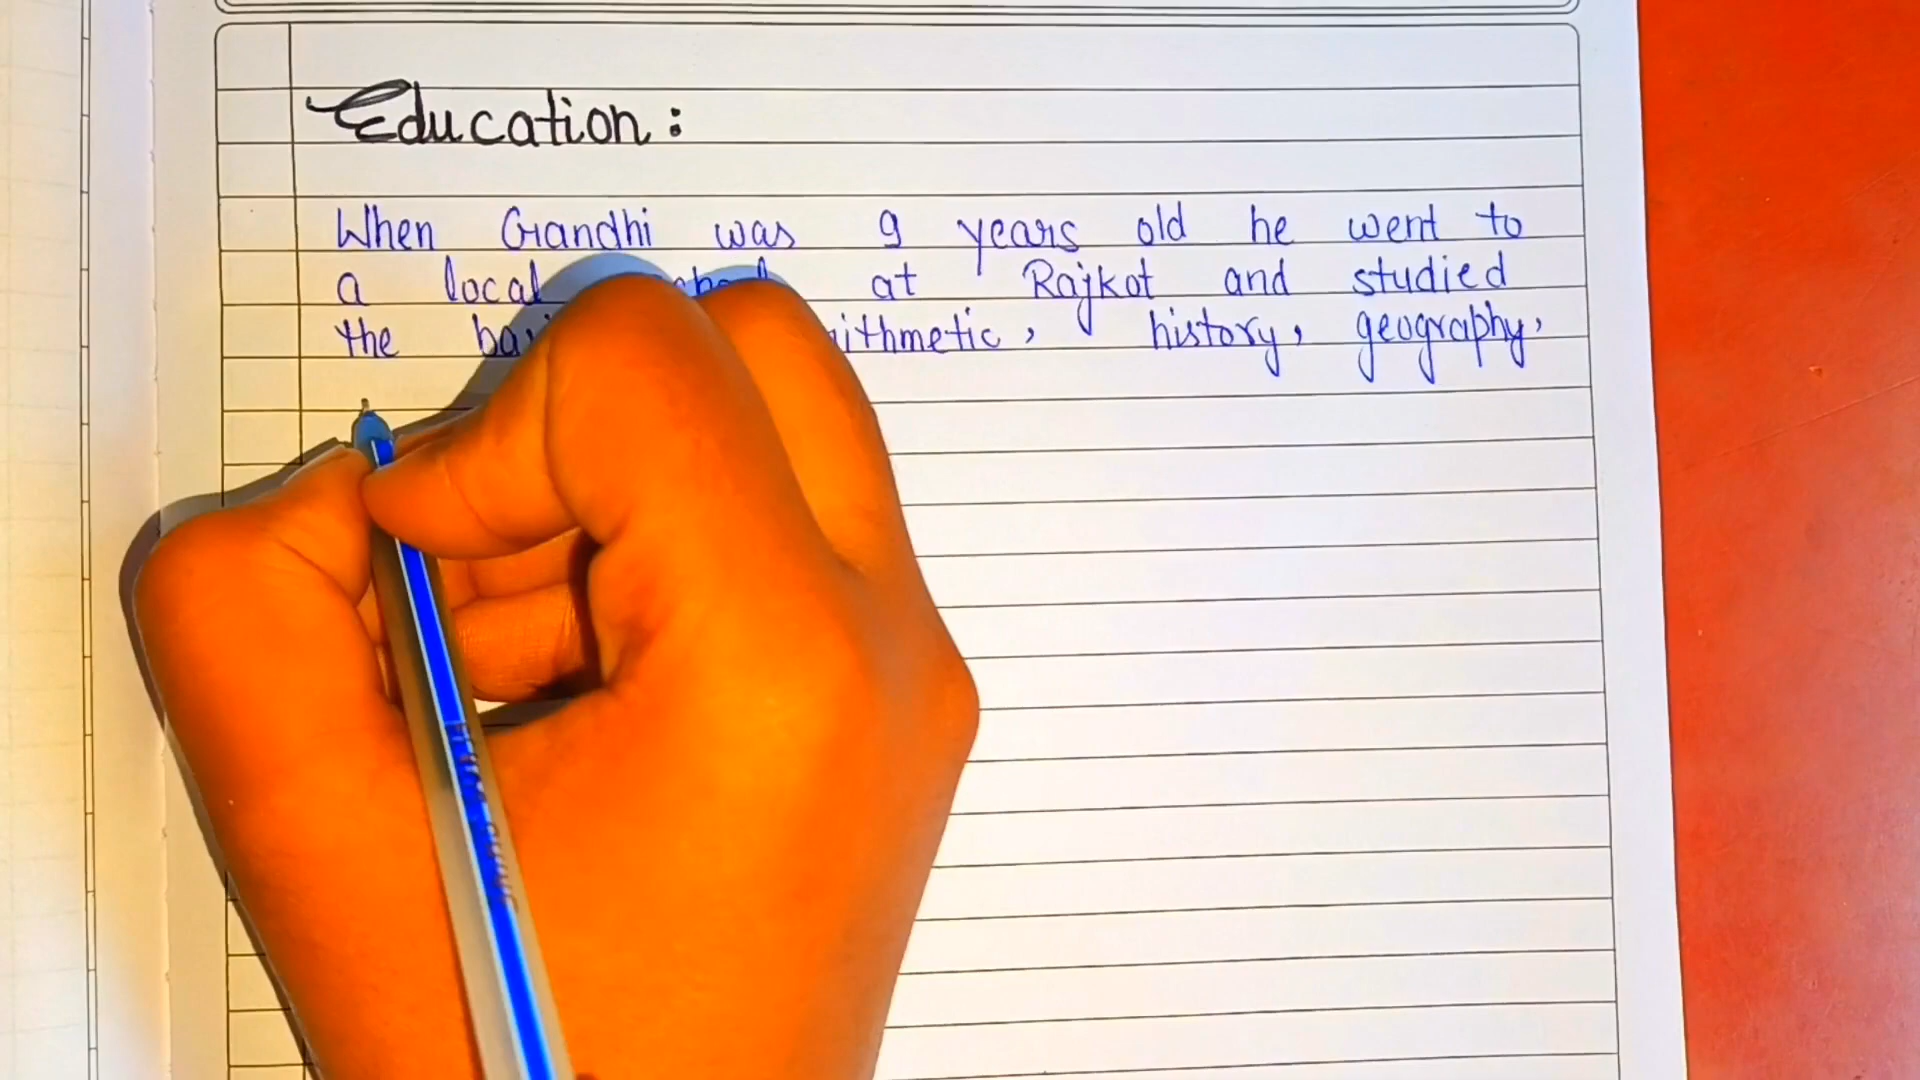 Education:
When Gandhi was 9 years old he went to
a local at Rajkot and studied
the history, geography,